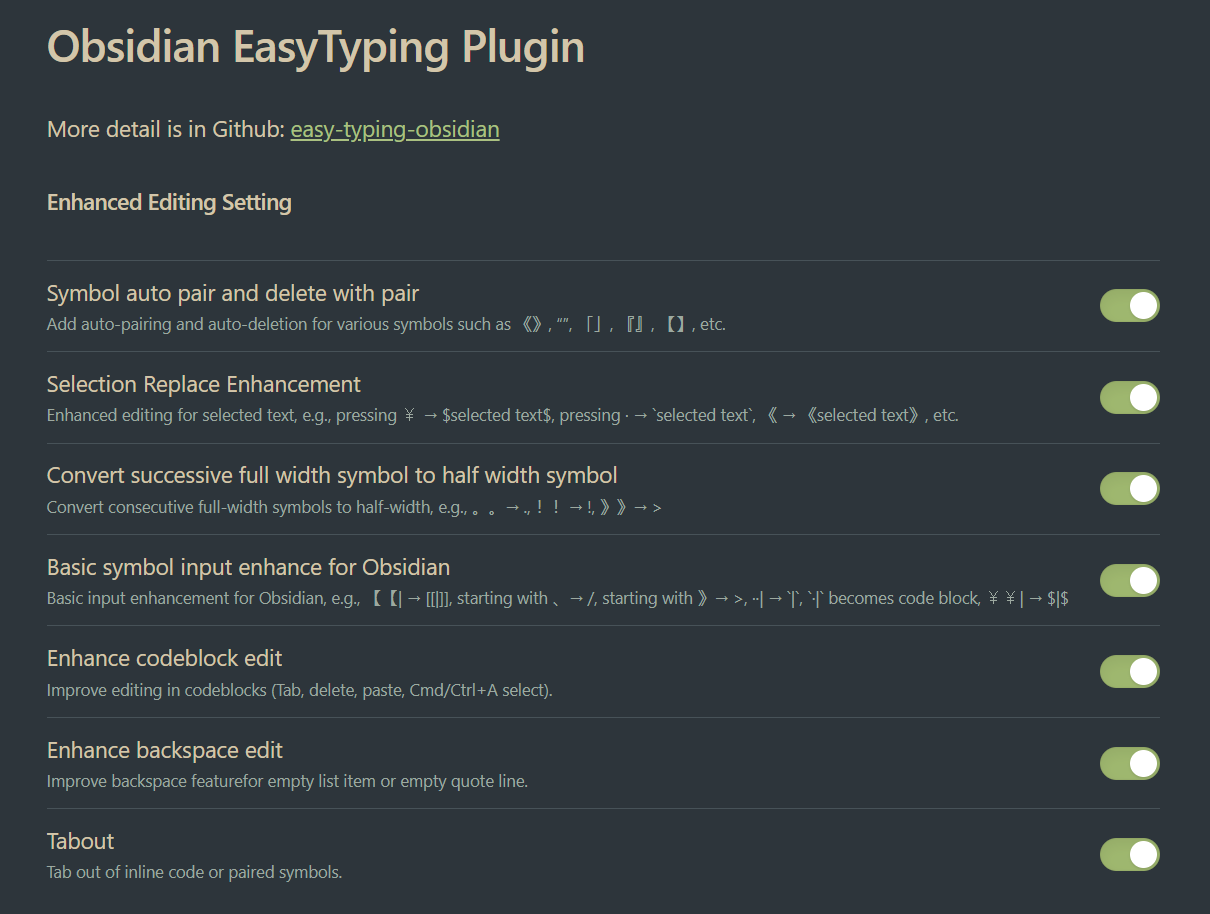 Obsidian EasyTyping Plugin
More detail is in Github: easy-typing-obsidian
Enhanced Editing Setting
Symbol auto pair and delete with pair
Add auto-pairing and auto-deletion for various symbols such as 《》, “”, 「」, 『』, 【】, etc.
Selection Replace Enhancement
Enhanced editing for selected text, e.g., pressing ￥ → $selected text$, pressing · → `selected text`, 《 → 《selected text》, etc.
Convert successive full width symbol to half width symbol
Convert consecutive full-width symbols to half-width, e.g., 。。→ ., ！！→ !, 》》→ >
Basic symbol input enhance for Obsidian
Basic input enhancement for Obsidian, e.g., 【【| → [[|]], starting with 、→ /, starting with 》→ >, ··| → `|`, `·|` becomes code block, ￥￥| → $|$
Enhance codeblock edit
Improve editing in codeblocks (Tab, delete, paste, Cmd/Ctrl+A select).
Enhance backspace edit
Improve backspace featurefor empty list item or empty quote line.
Tabout
Tab out of inline code or paired symbols.